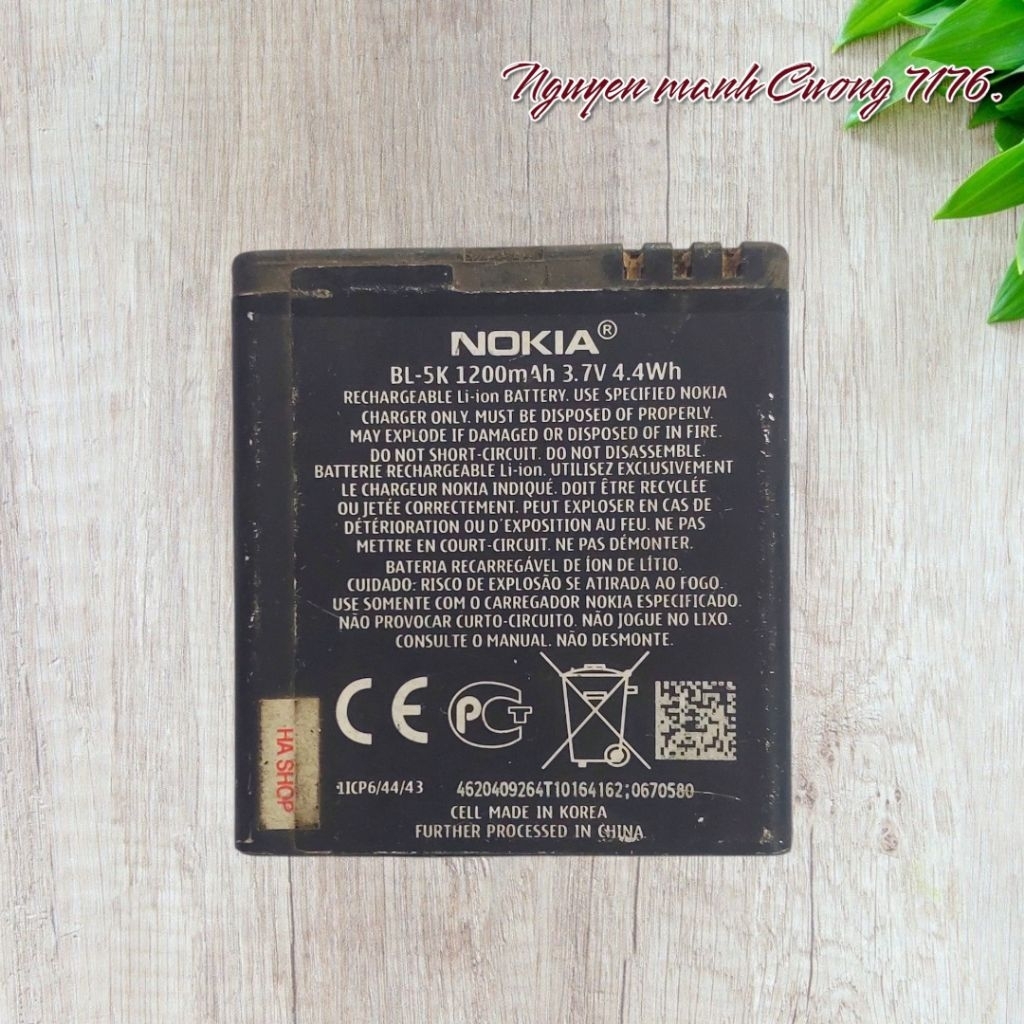 Nguyen manh Cuong 7176.
NOKIA®
BL-5K 1200mAh 3.7V 4.4Wh
RECHARGEABLE Li-ion BATTERY. USE SPECIFIED NOKIA
CHARGER ONLY. MUST BE DISPOSED OF PROPERLY.
MAY EXPLODE IF DAMAGED OR DISPOSED OF IN FIRE.
DO NOT SHORT-CIRCUIT. DO NOT DISASSEMBLE.
BATTERIE RECHARGEABLE Li-ion. UTILISEZ EXCLUSIVEMENT
LE CHARGEUR NOKIA INDIQUÉ. DOIT ÊTRE RECYCLÉE
OU JETÉE CORRECTEMENT. PEUT EXPLOSER EN CAS DE
DÉTÉRIORATION OU D'EXPOSITION AU FEU. NE PAS
METTRE EN COURT-CIRCUIT. NE PAS DÉMONTER.
BATERIA RECARREGÁVEL DE ÍON DE LÍTIO.
CUIDADO: RISCO DE EXPLOSÃO SE ATIRADA AO FOGO.
USE SOMENTE COM O CARREGADOR NOKIA ESPECIFICADO.
NÃO PROVOCAR CURTO-CIRCUITO. NÃO JOGUE NO LIXO.
CONSULTE O MANUAL. NÃO DESMONTE.
CE PCT
HA SHOP
1ICP6/44/43 4620409264T10164162;0670580
CELL MADE IN KOREA
FURTHER PROCESSED IN CHINA